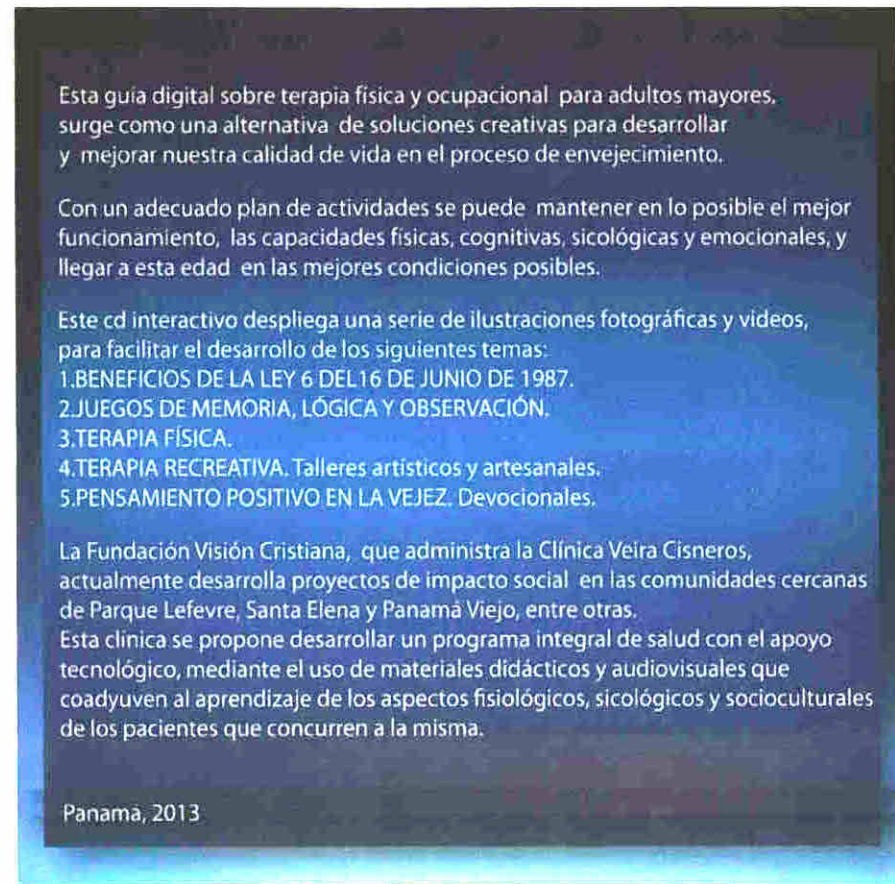 Esta guía digital sobre terapia física y ocupacional para adultos mayores,
surge como una alternativa de soluciones creativas para desarrollar
y mejorar nuestra calidad de vida en el proceso de envejecimiento.
Con un adecuado plan de actividades se puede mantener en lo posible el mejor
funcionamiento, las capacidades físicas, cognitivas, sicológicas y emocionales, y
llegar a esta edad en las mejores condiciones posibles.
Este cd interactivo despliega una serie de ilustraciones fotográficas y videos,
para facilitar el desarrollo de los siguientes temas:
1.BENEFICIOS DE LA LEY 6 DEL16 DE JUNIO DE 1987.
2.JUEGOS DE MEMORIA, LÓGICA Y OBSERVACIÓN.
3.TERAPIA FÍSICA.
4.TERAPIA RECREATIVA. Talleres artísticos y artesanales.
5.PENSAMIENTO POSITIVO EN LA VEJEZ. Devocionales.
La Fundación Visión Cristiana, que administra la Clínica Veira Cisneros,
actualmente desarrolla proyectos de impacto social en las comunidades cercanas
de Parque Lefevre, Santa Elena y Panamá Viejo, entre otras.
Esta clínica se propone desarrollar un programa integral de salud con el apoyo
tecnológico, mediante el uso de materiales didácticos y audiovisuales que
coadyuven al aprendizaje de los aspectos fisiológicos, sicológicos y socioculturales
de los pacientes que concurren a la misma.
Panamá, 2013